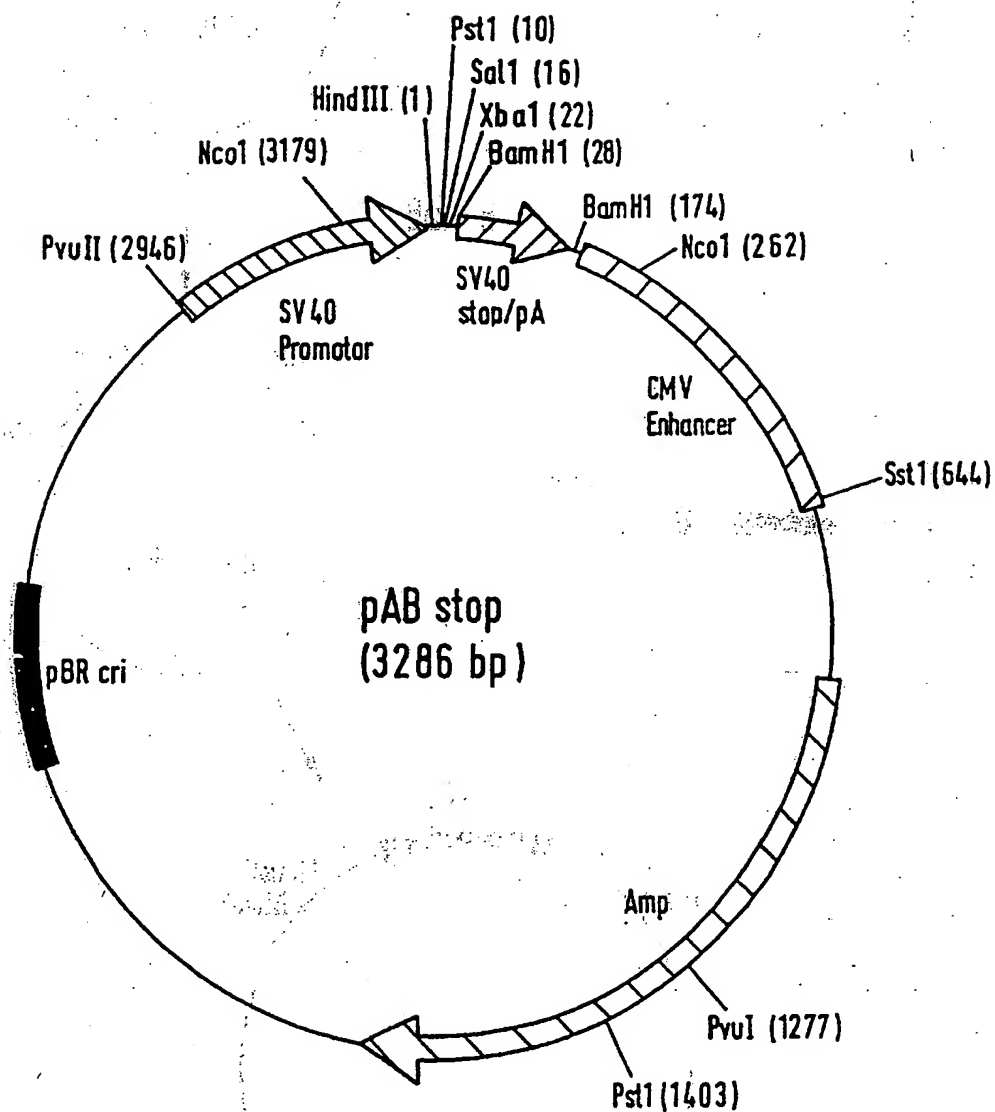 Pst1 (10)
Sal1 (16)
HindIII (1)
Xba1 (22)
Nco1 (3179)
BamH1 (28)
BamH1 (174)
Nco1 (262)
PvuII (2946)
SV40
stop/pA
SV40
Promotor
CMV
Enhancer
Sst1(644)
pAB stop
(3286 bp)
pBR cri
Amp
PvuI (1277)
Pst1(1403)